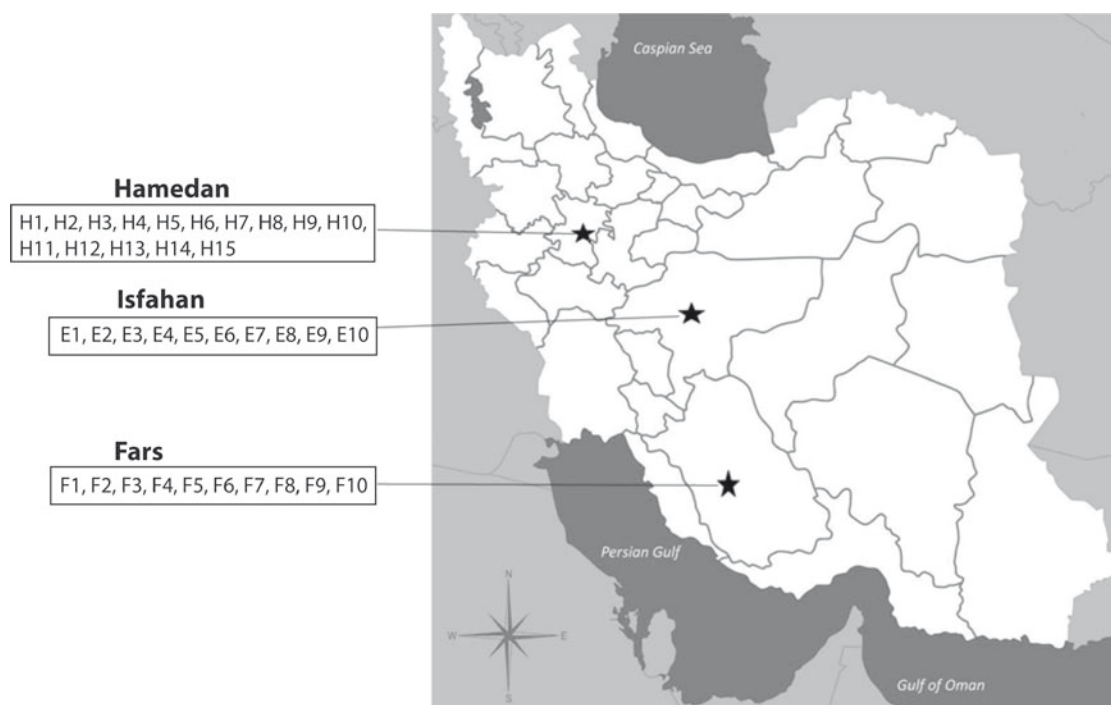 Caspian Sea
Hamedan
H1, H2, H3, H4, H5, H6, H7, H8, H9, H10,
H11, H12, H13, H14, H15
Isfahan
E1, E2, E3, E4, E5, E6, E7, E8, E9, E10
Fars
F1, F2, F3, F4, F5, F6, F7, F8, F9, F10
Persian Gulf
N
W
E
S
Gulf of Oman